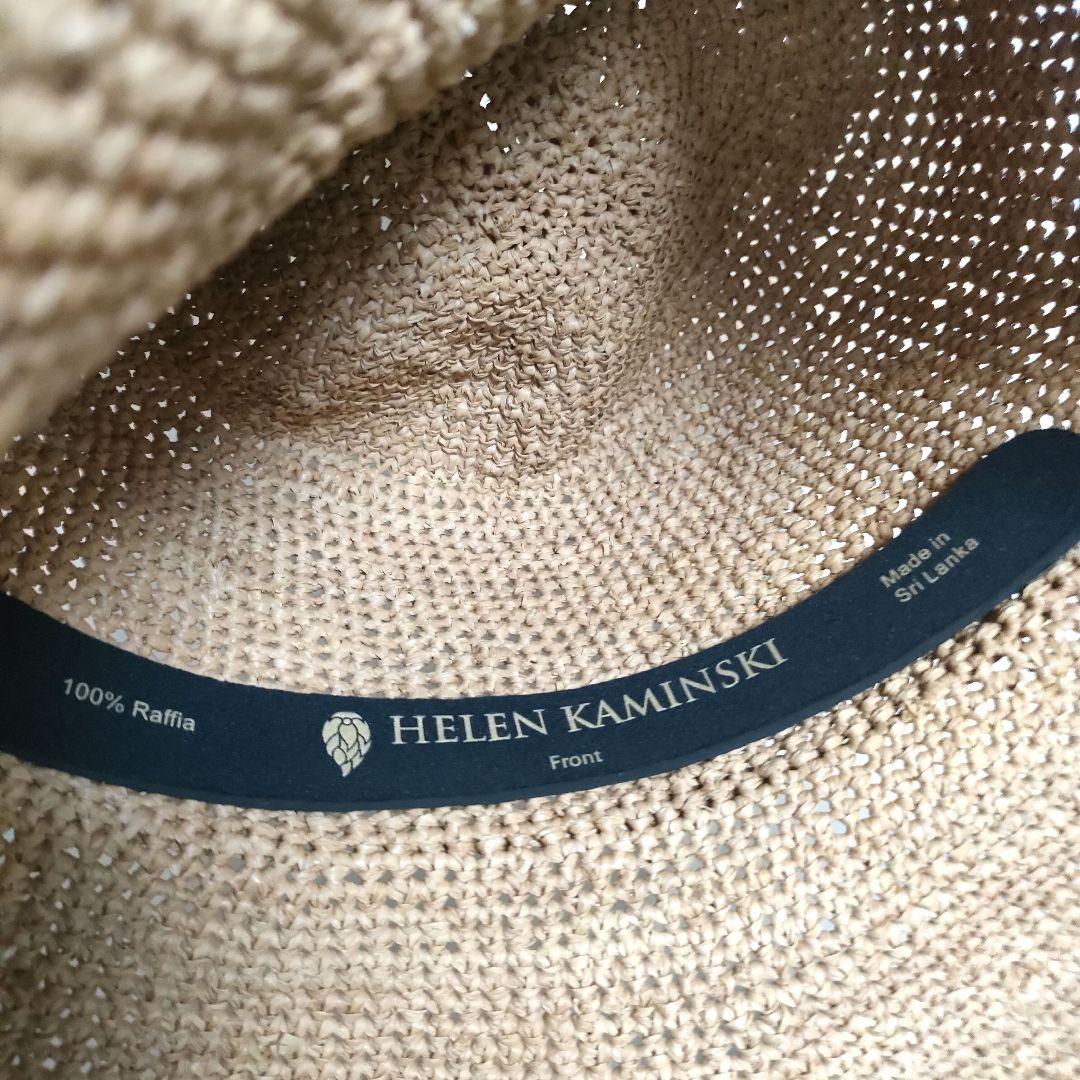 100% Raffia
HELEN KAMINSKI
Front
Made in
Sri Lanka